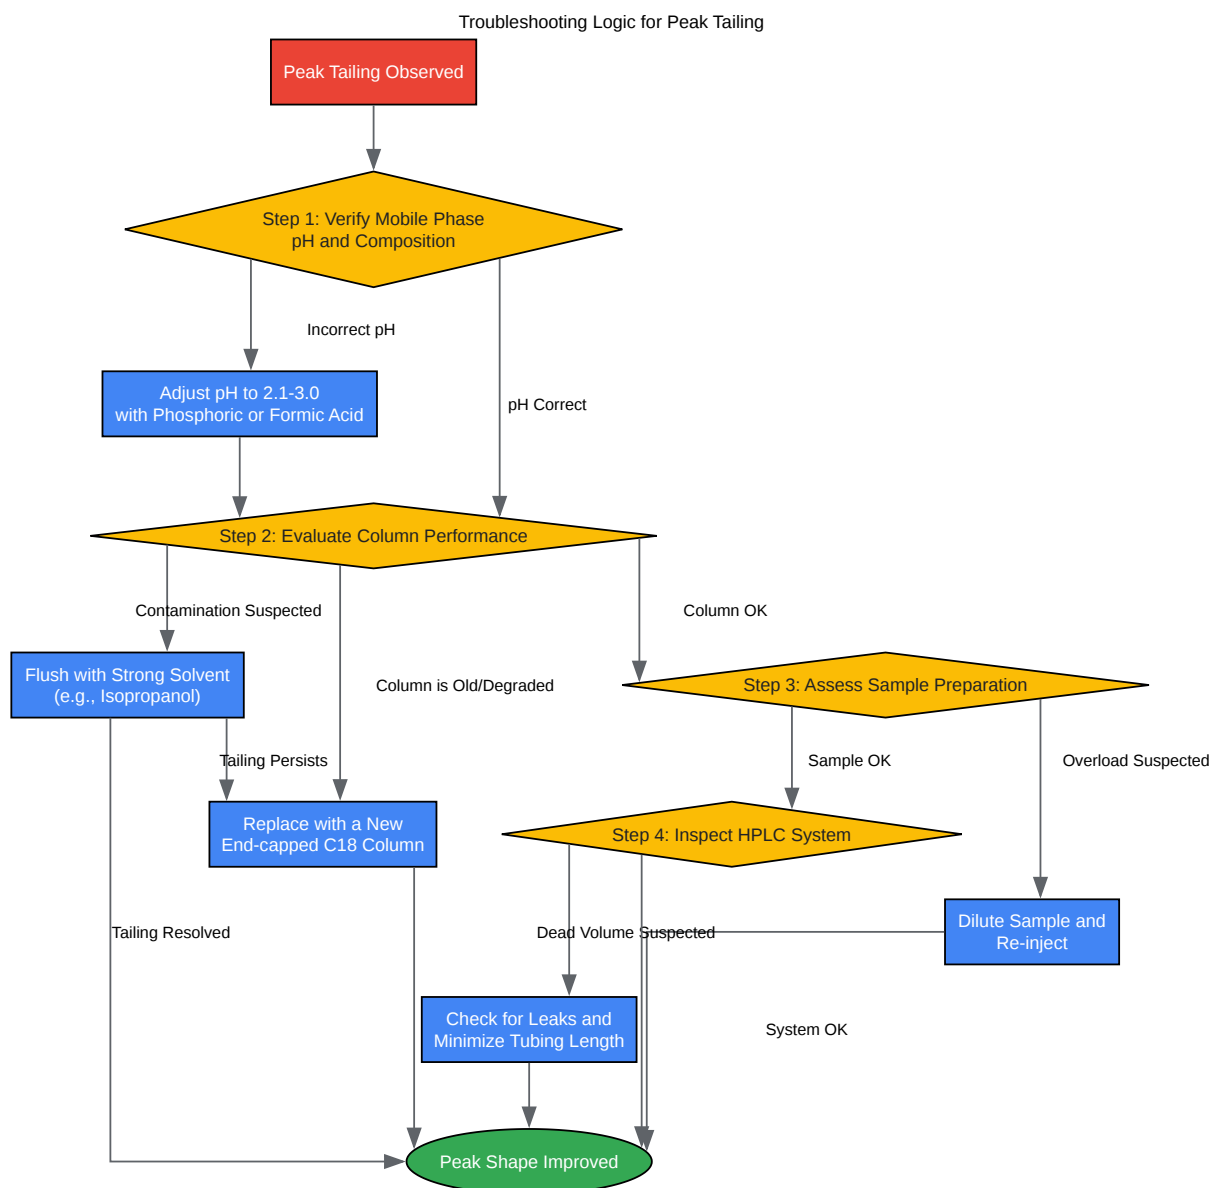 Troubleshooting Logic for Peak Tailing
Peak Tailing Observed
Step 1: Verify Mobile Phase
pH and Composition
Incorrect pH
Adjust pH to 2.1-3.0
with Phosphoric or Formic Acid
pH Correct
Step 2: Evaluate Column Performance
Contamination Suspected
Column OK
Flush with Strong Solvent
(e.g., Isopropanol)
Column is Old/Degraded
Step 3: Assess Sample Preparation
Tailing Persists
Sample OK
Overload Suspected
Replace with a New
End-capped C18 Column
Step 4: Inspect HPLC System
Tailing Resolved
Dead Volume Suspected
Dilute Sample and
Re-inject
Check for Leaks and
Minimize Tubing Length
System OK
Peak Shape Improved